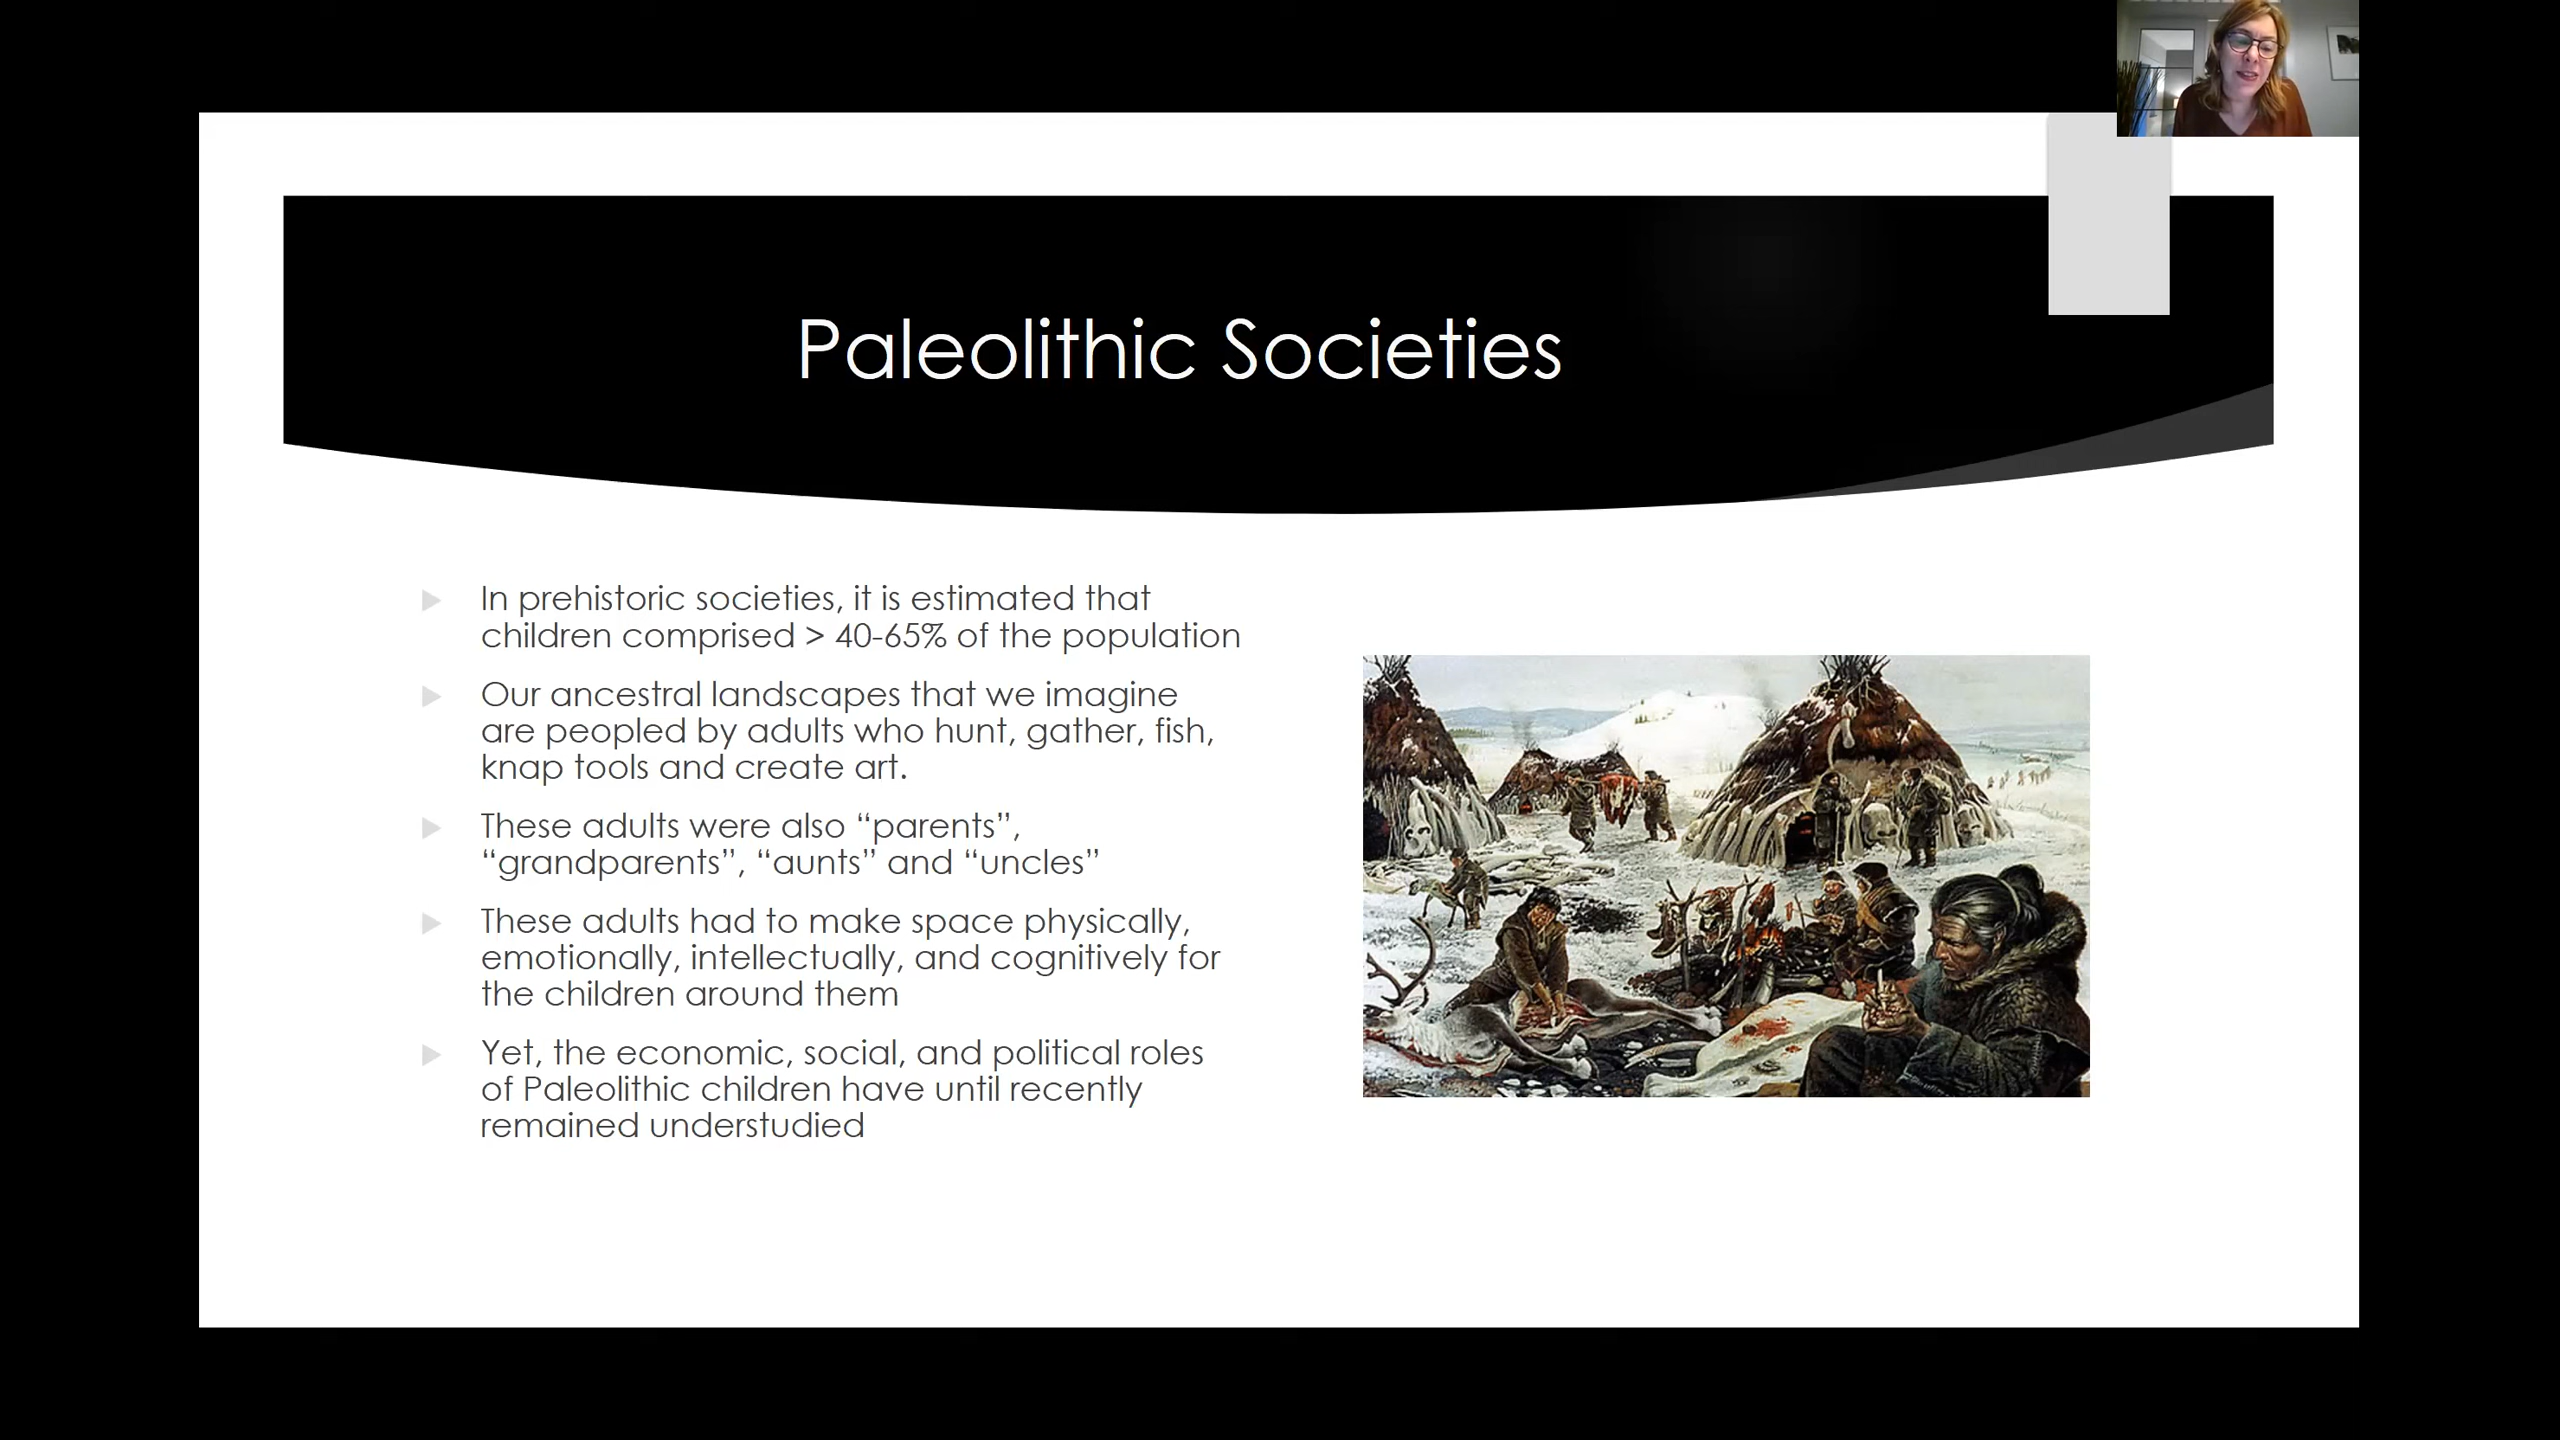 Paleolithic Societies
In prehistoric societies, it is estimated that
children comprised > 40-65% of the population
Our ancestral landscapes that we imagine
are peopled by adults who hunt, gather, fish,
knap tools and create art.
These adults were also “parents”,
“grandparents”, “aunts” and “uncles”
These adults had to make space physically,
emotionally, intellectually, and cognitively for
the children around them
Yet, the economic, social, and political roles
of Paleolithic children have until recently
remained understudied